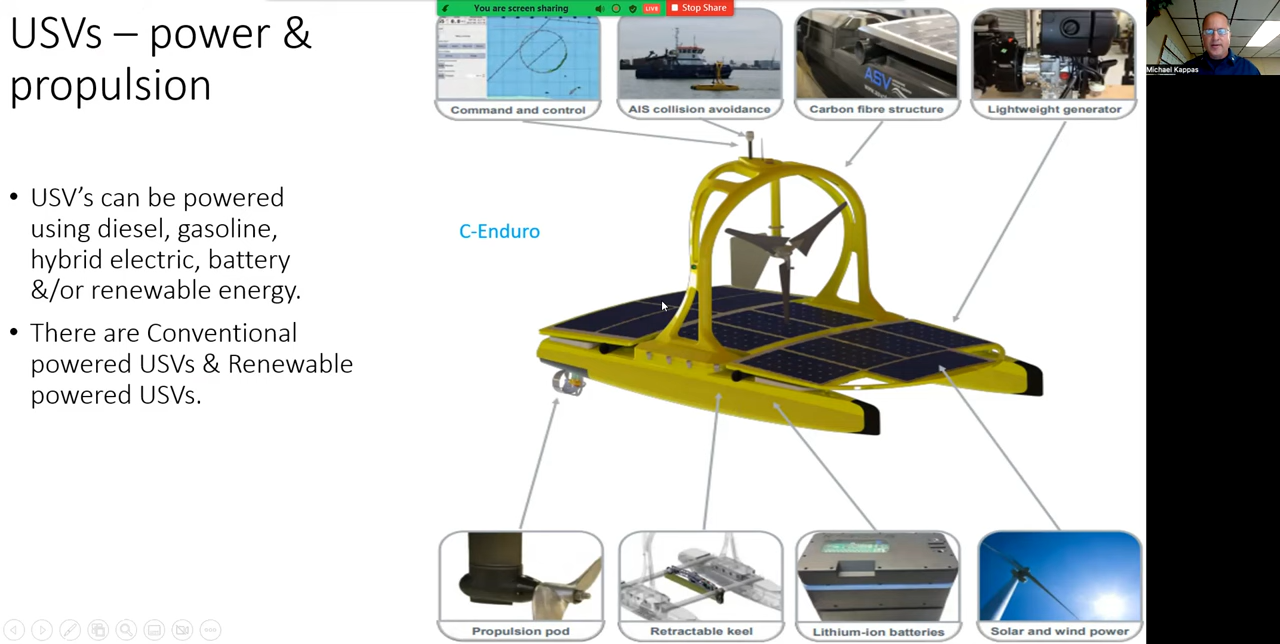 USVs – power &
propulsion
You are screen sharing
LIVE
Stop Share
Michael Kappas
ASV
Command and control
AIS collision avoidance
Carbon fibre structure
Lightweight generator
• USV’s can be powered
using diesel, gasoline,
hybrid electric, battery
&/or renewable energy.
• There are Conventional
powered USVs & Renewable
powered USVs.
C-Enduro
Propulsion pod
Retractable keel
Lithium-ion batteries
Solar and wind power